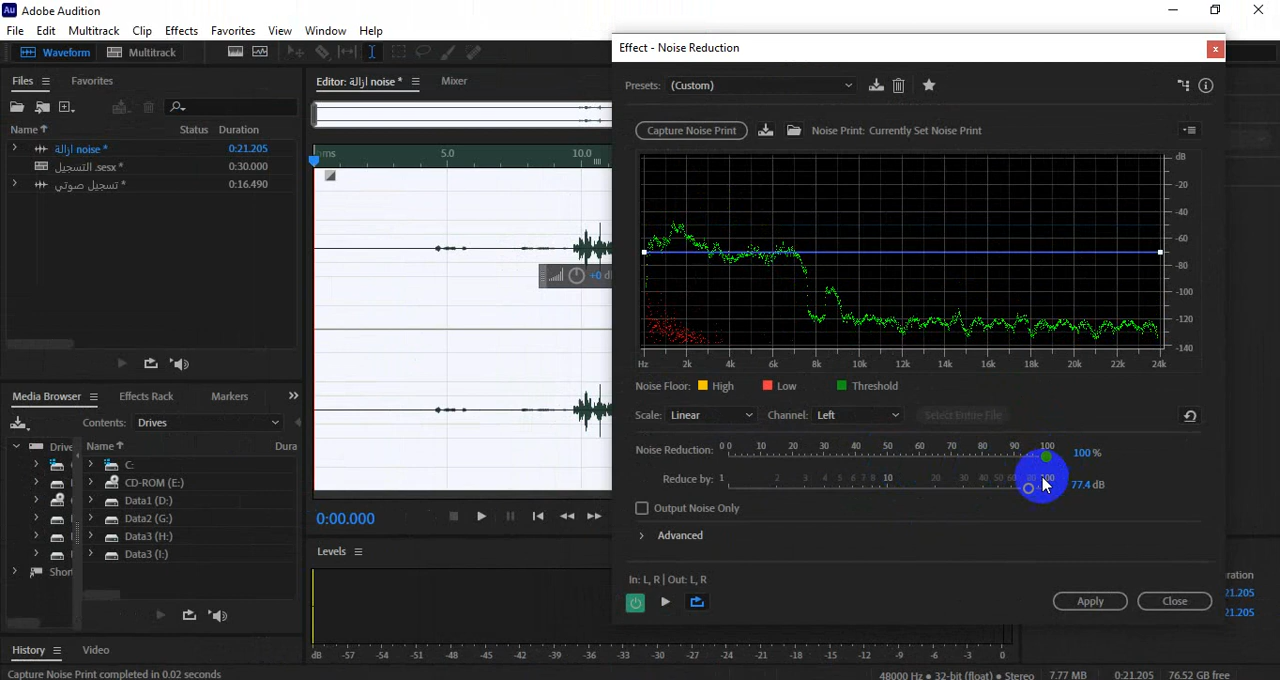 Au Adobe Audition
File Edit Multitrack Clip Effects Favorites View Window Help
Waveform Multitrack
Effect - Noise Reduction
Files Favorites
Editor: ازالة noise * Mixer
Presets: (Custom)
Name Status Duration
Capture Noise Print Noise Print: Currently Set Noise Print
ازالة noise * 0:21.205
التسجيل.sesx * 0:30.000
تسجيل صوتي * 0:16.490
hms 5.0 10.0
dB
-20
-40
-60
-80
-100
-120
-140
+0 d
Hz 2k 4k 6k 8k 10k 12k 14k 16k 18k 20k 22k 24k
Noise Floor: High Low Threshold
Scale: Linear Channel: Left Select Entire File
Noise Reduction: 0 0 10 20 30 40 50 60 70 80 90 100 100 %
Reduce by: 1 2 3 4 5 6 7 8 10 20 30 40 50 60 80 100 77.4 dB
Output Noise Only
Advanced
In: L, R | Out: L, R
Apply Close
Media Browser Effects Rack Markers
Contents: Drives
Drive Name Dura
C:
CD-ROM (E:)
Data1 (D:)
Data2 (G:)
Data3 (H:)
Data3 (I:)
Short
0:00.000
Levels
dB -57 -54 -51 -48 -45 -42 -39 -36 -33 -30 -27 -24 -21 -18 -15 -12 -9 -6 -3 0
ration
21.205
21.205
History Video
Capture Noise Print completed in 0.02 seconds
48000 Hz • 32-bit (float) • Stereo 7.77 MB 0:21.205 76.52 GB free